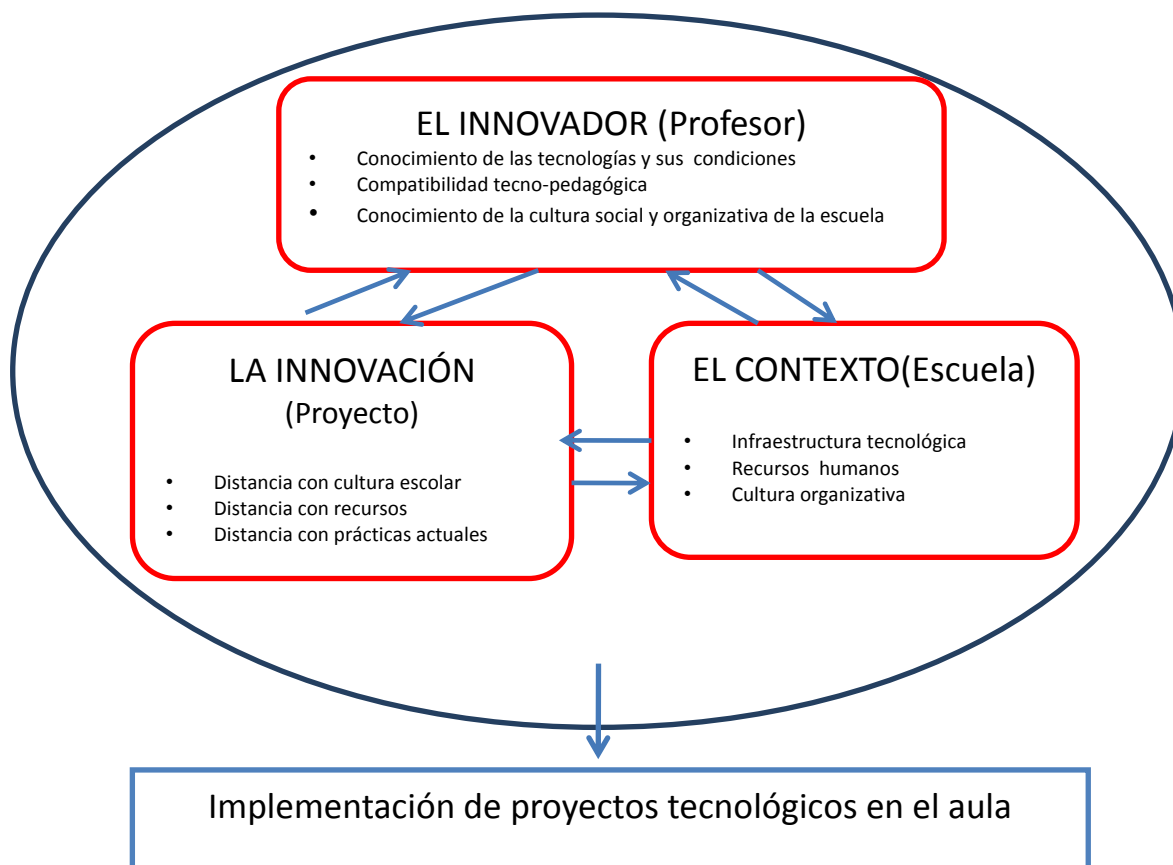 EL INNOVADOR (Profesor)
• Conocimiento de las tecnologías y sus condiciones
• Compatibilidad tecno-pedagógica
• Conocimiento de la cultura social y organizativa de la escuela
LA INNOVACIÓN
(Proyecto)
• Distancia con cultura escolar
• Distancia con recursos
• Distancia con prácticas actuales
EL CONTEXTO(Escuela)
• Infraestructura tecnológica
• Recursos humanos
• Cultura organizativa
Implementación de proyectos tecnológicos en el aula